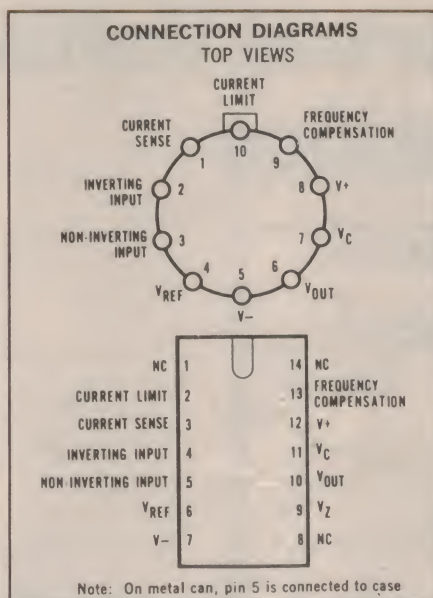 CONNECTION DIAGRAMS
TOP VIEWS
CURRENT
LIMIT
CURRENT
SENSE
FREQUENCY
COMPENSATION
10
1
9
INVERTING
INPUT
2
8
V+
NON-INVERTING
INPUT
3
7
VC
VREF
4
5
6
VOUT
V−
NC 1
14 NC
CURRENT LIMIT 2
13 FREQUENCY
COMPENSATION
CURRENT SENSE 3
12 V+
INVERTING INPUT 4
11 VC
NON-INVERTING INPUT 5
10 VOUT
VREF 6
9 VZ
V− 7
8 NC
Note: On metal can, pin 5 is connected to case